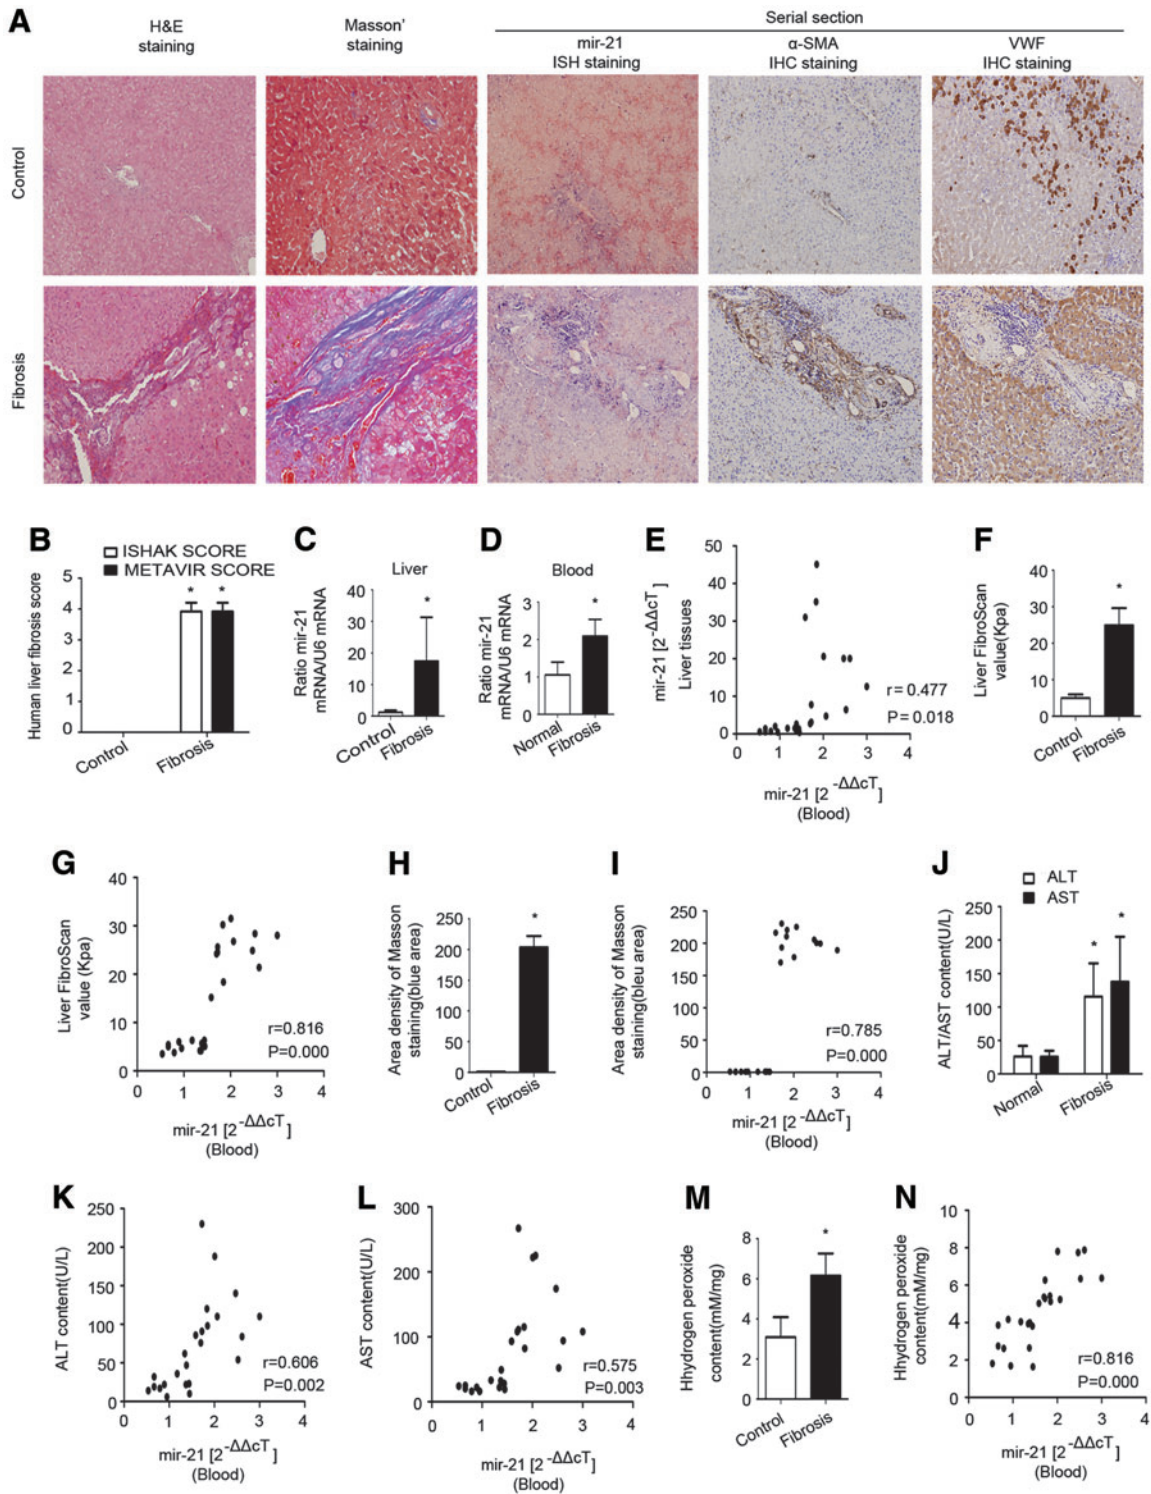 A
H&E
staining
Masson'
staining
Serial section
mir-21
ISH staining
α-SMA
IHC staining
VWF
IHC staining
Control
Fibrosis
B
ISHAK SCORE
METAVIR SCORE
Human liver fibrosis score
5
4
3
2
1
0
* *
Control
Fibrosis
C
Liver
Ratio mir-21
mRNA/U6 mRNA
40
30
20
10
0
*
Control
Fibrosis
D
Blood
Ratio mir-21
mRNA/U6 mRNA
3
2
1
0
*
Normal
Fibrosis
E
mir-21 [2^-ΔΔcT]
Liver tissues
50
40
30
20
10
0
r= 0.477
P= 0.018
0 1 2 3 4
mir-21 [2^-ΔΔcT]
(Blood)
F
Liver FibroScan
value(Kpa)
40
30
20
10
0
*
Control
Fibrosis
G
Liver FibroScan
value (Kpa)
40
30
20
10
0
r=0.816
P=0.000
0 1 2 3 4
mir-21 [2^-ΔΔcT]
(Blood)
H
Area density of Masson
staining(blue area)
250
200
150
100
50
0
*
Control
Fibrosis
I
Area density of Masson
staining(bleu area)
250
200
150
100
50
0
r=0.785
P=0.000
0 1 2 3 4
mir-21 [2^-ΔΔcT]
(Blood)
J
ALT
AST
ALT/AST content(U/L)
250
200
150
100
50
0
* *
Normal
Fibrosis
K
ALT content(U/L)
250
200
150
100
50
0
r=0.606
P=0.002
0 1 2 3 4
mir-21 [2^-ΔΔcT]
(Blood)
L
AST content(U/L)
300
200
100
0
r=0.575
P=0.003
0 1 2 3 4
mir-21 [2^-ΔΔcT]
(Blood)
M
Hhydrogen peroxide
content(mM/mg)
8
6
4
2
0
*
Control
Fibrosis
N
Hhydrogen peroxide
content(mM/mg)
10
8
6
4
2
0
r=0.816
P=0.000
0 1 2 3 4
mir-21 [2^-ΔΔcT]
(Blood)